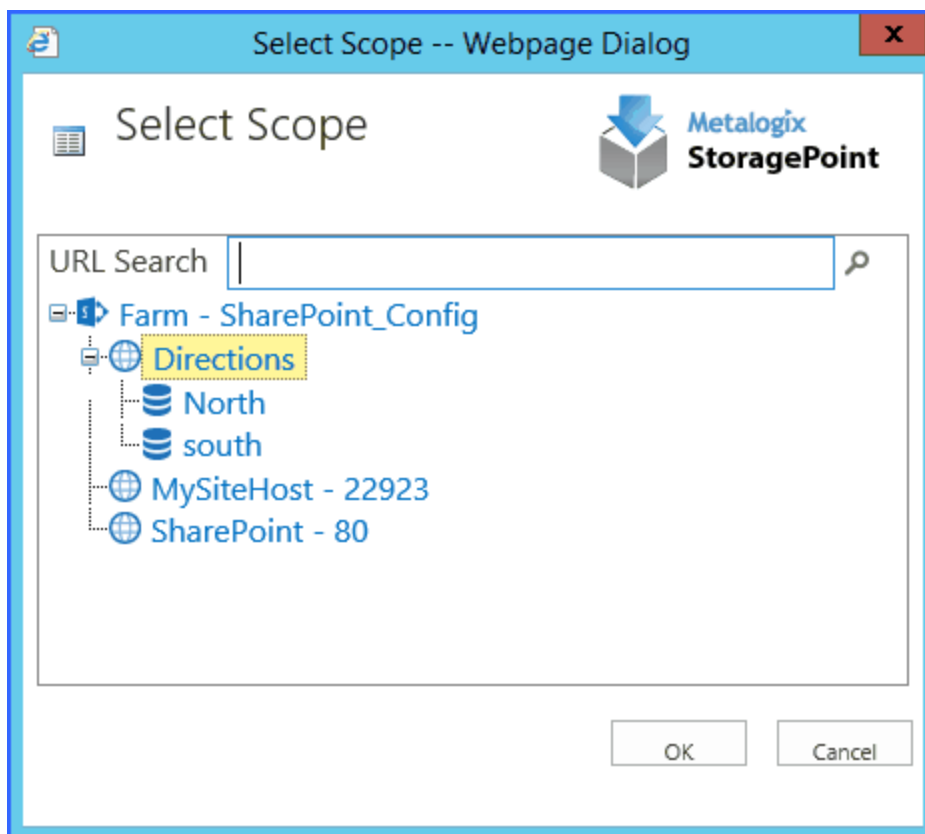 Select Scope -- Webpage Dialog
x
Select Scope
Metalogix
StoragePoint
URL Search
Farm - SharePoint_Config
Directions
North
south
MySiteHost - 22923
SharePoint - 80
OK
Cancel